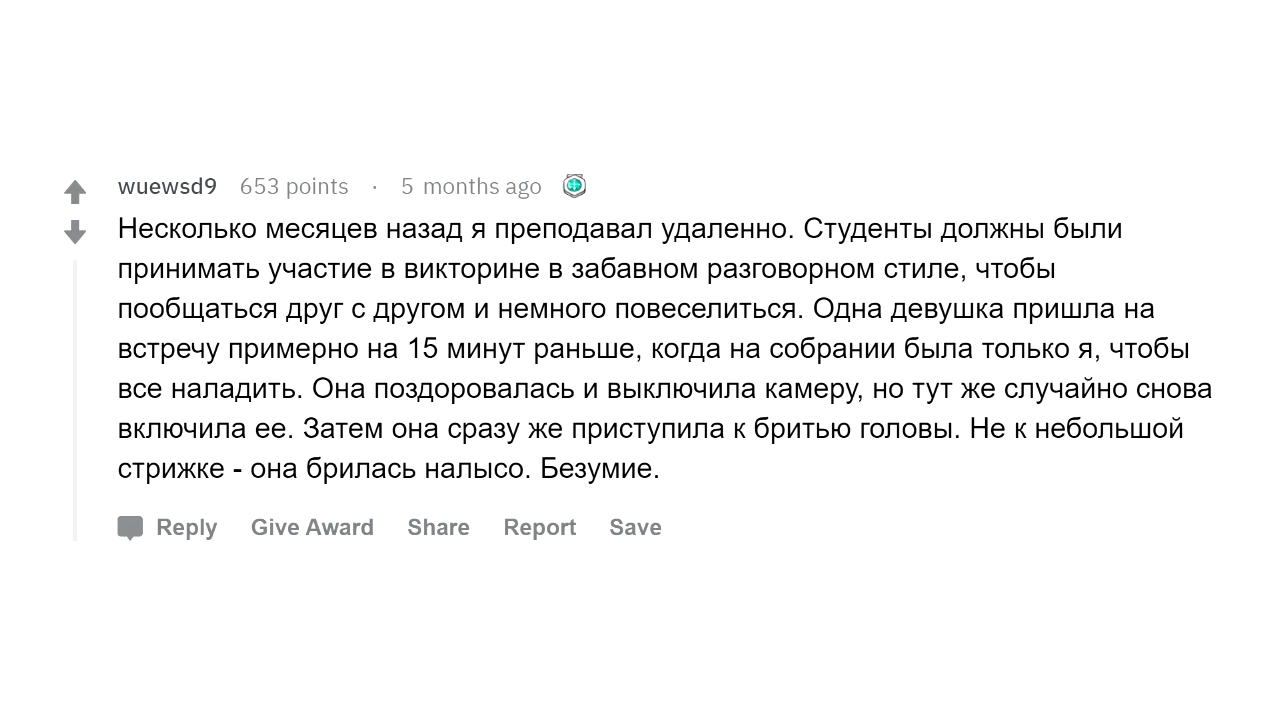 wuewsd9 653 points · 5 months ago
Несколько месяцев назад я преподавал удаленно. Студенты должны были
принимать участие в викторине в забавном разговорном стиле, чтобы
пообщаться друг с другом и немного повеселиться. Одна девушка пришла на
встречу примерно на 15 минут раньше, когда на собрании была только я, чтобы
все наладить. Она поздоровалась и выключила камеру, но тут же случайно снова
включила ее. Затем она сразу же приступила к бритью головы. Не к небольшой
стрижке - она брилась налысо. Безумие.
Reply Give Award Share Report Save